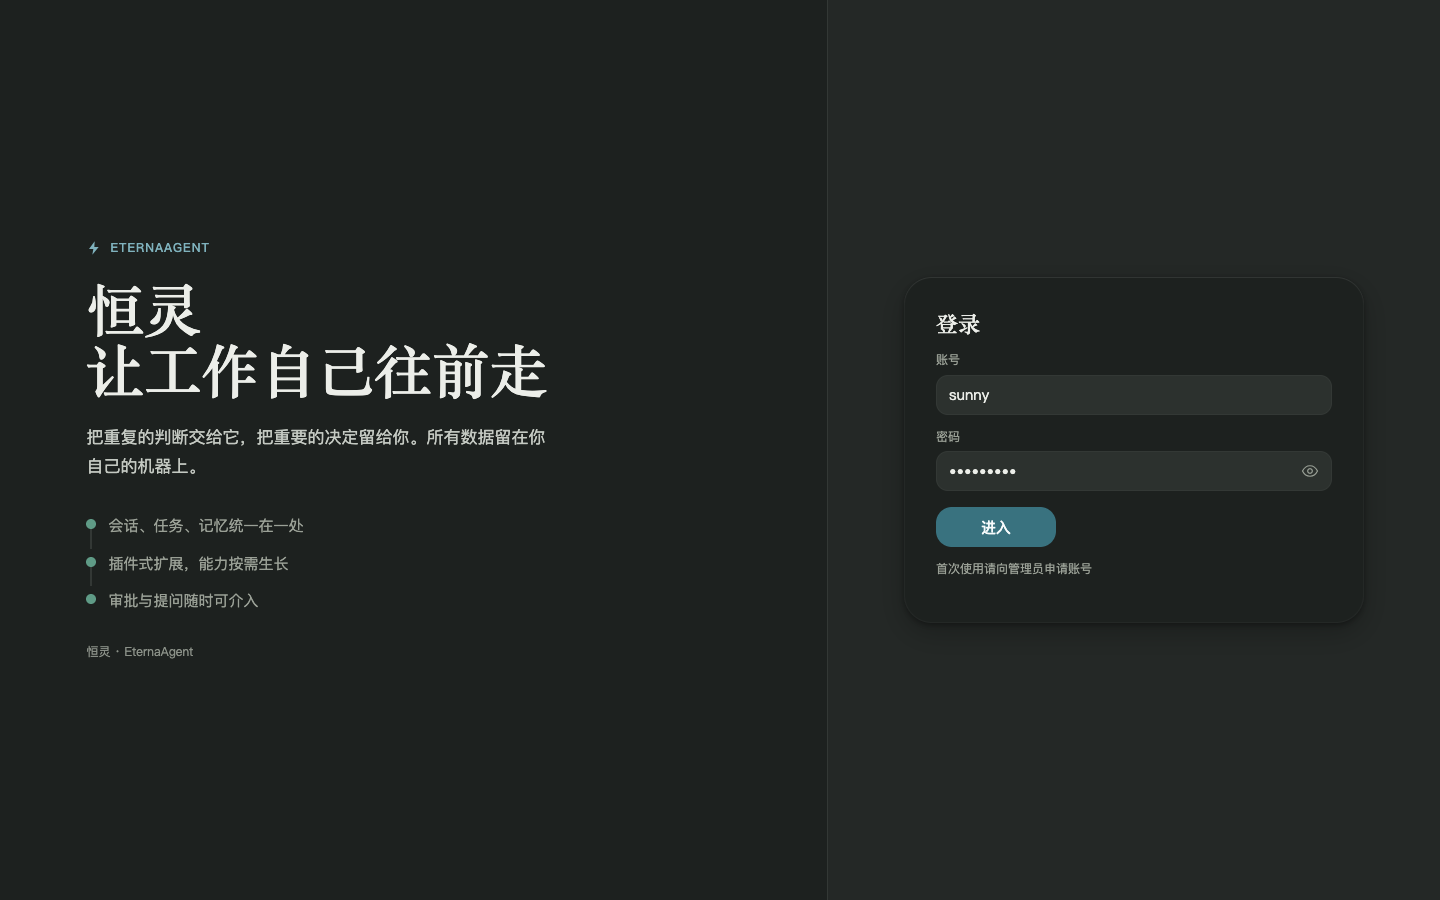 ETERNAAGENT
恒灵
让工作自己往前走
把重复的判断交给它，把重要的决定留给你。所有数据留在你
自己的机器上。
会话、任务、记忆统一在一处
插件式扩展，能力按需生长
审批与提问随时可介入
恒灵 · EternaAgent
登录
账号
sunny
密码
•••••••••
进入
首次使用请向管理员申请账号